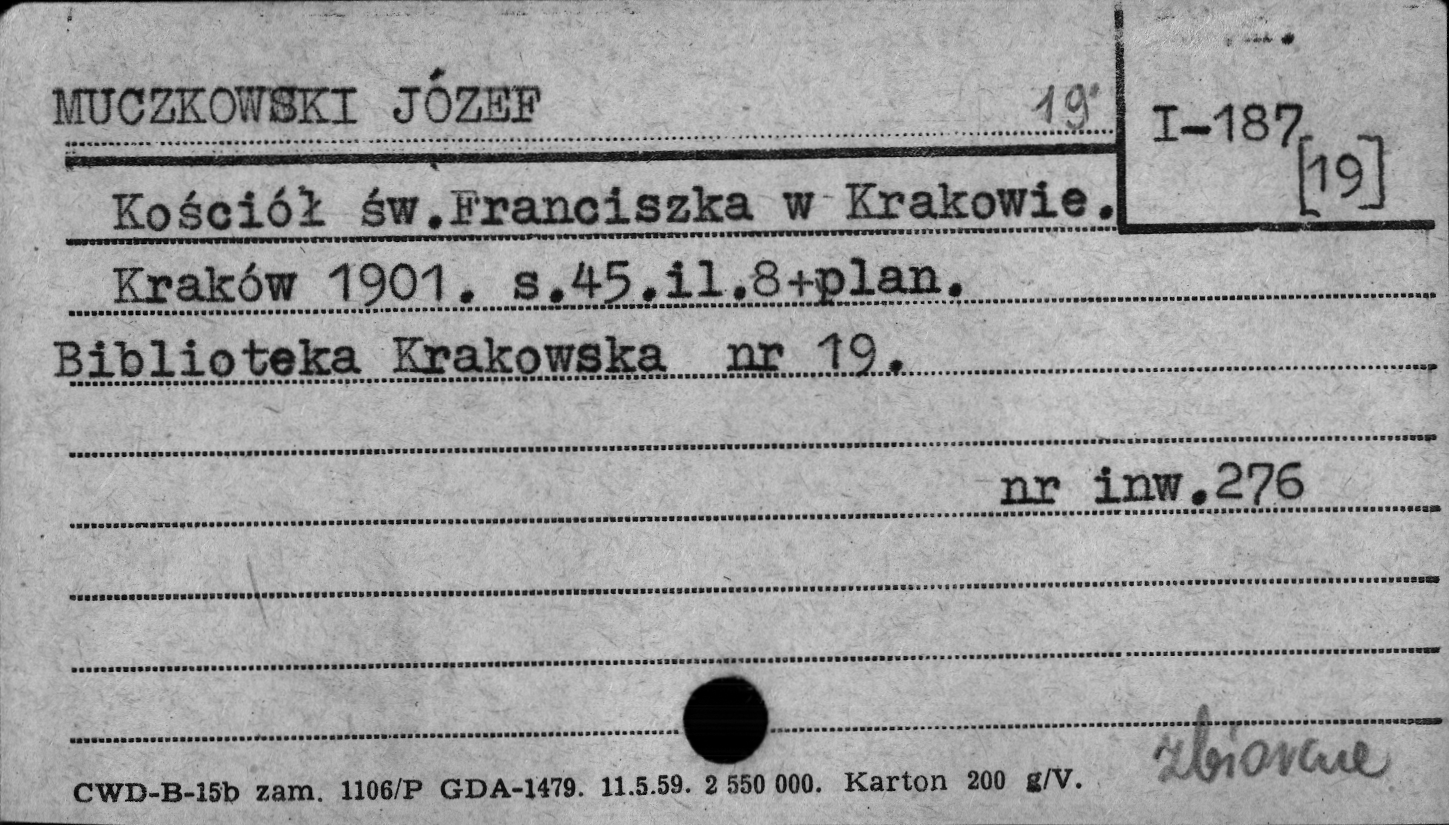 MUCZKOWSKI JÓZEF 19
I-187
[19]
Kościół św.Franciszka w Krakowie.
Kraków 1901. s.45.il.8+plan.
Biblioteka Krakowska nr 19.
nr inw.276
zbiorcze
CWD-B-15b zam. 1106/P GDA-1479. 11.5.59. 2 550 000. Karton 200 g/V.